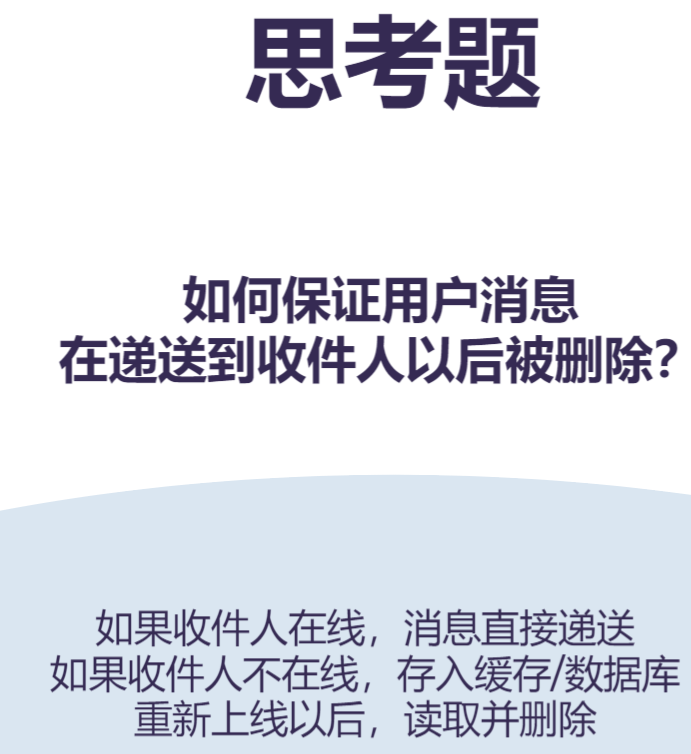 思考题
如何保证用户消息
在递送到收件人以后被删除？
如果收件人在线，消息直接递送
如果收件人不在线，存入缓存/数据库
重新上线以后，读取并删除